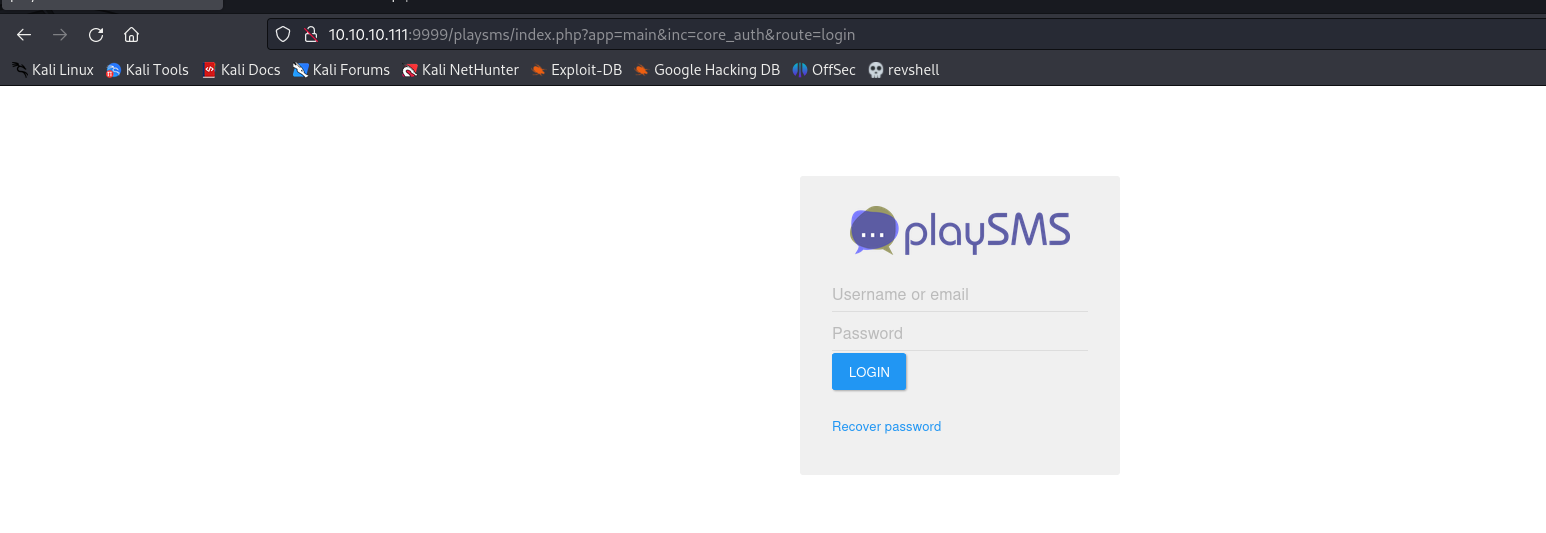 10.10.10.111:9999/playsms/index.php?app=main&inc=core_auth&route=login
Kali Linux Kali Tools Kali Docs Kali Forums Kali NetHunter Exploit-DB Google Hacking DB OffSec revshell
... playSMS
Username or email
Password
LOGIN
Recover password